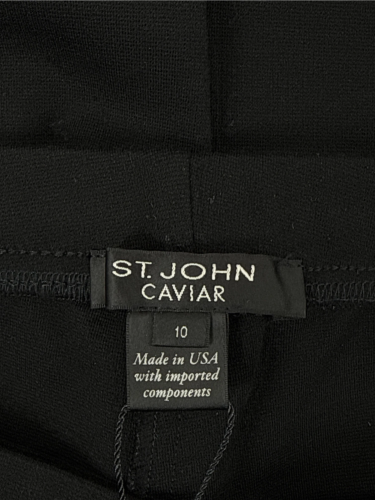 ST. JOHN
CAVIAR
10
Made in USA
with imported
components